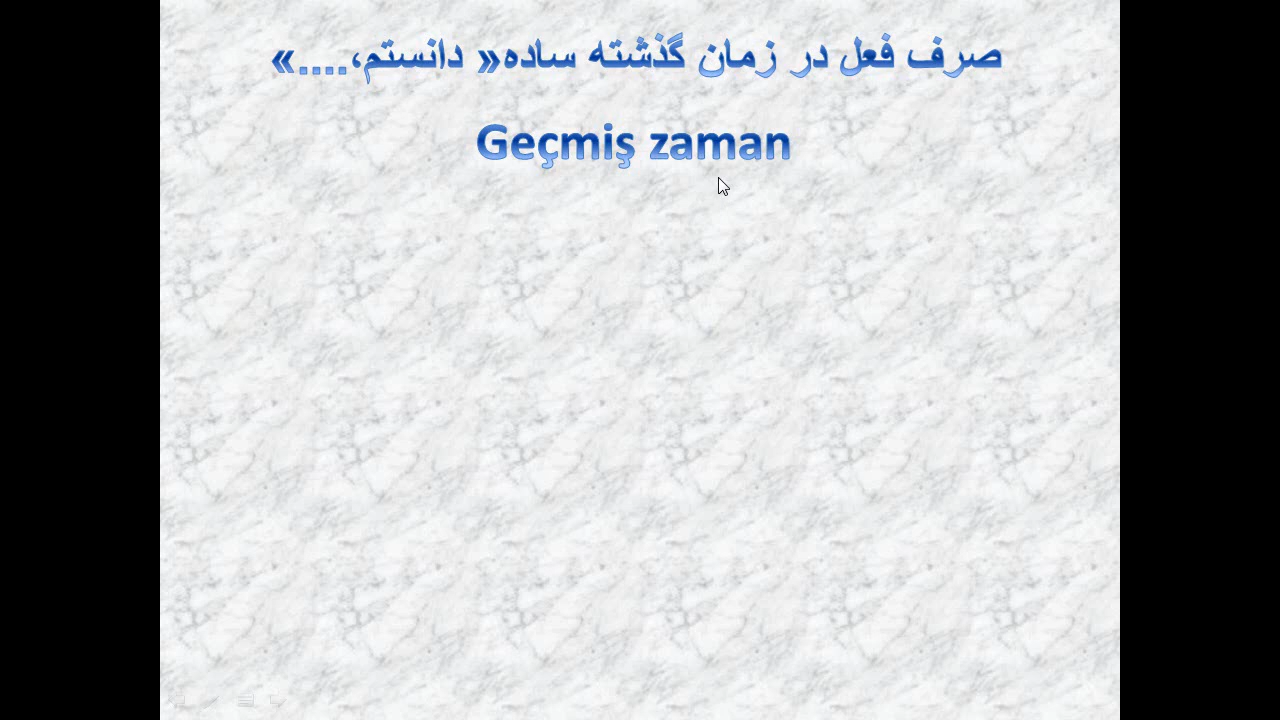 صرف فعل در زمان گذشته ساده« دانستم،....»
Geçmiş zaman